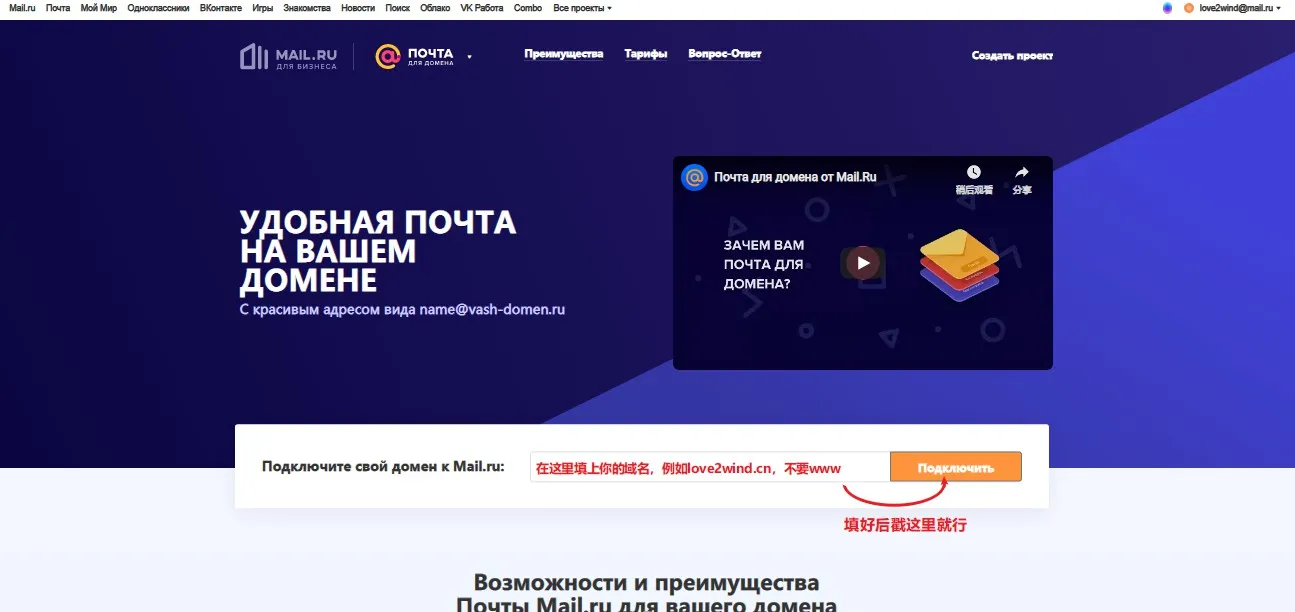 Mail.ru Почта Мой Мир Одноклассники ВКонтакте Игры Знакомства Новости Поиск Облако VK Работа Combo Все проекты love2wind@mail.ru
MAIL.RU
ДЛЯ БИЗНЕСА
ПОЧТА
ДЛЯ ДОМЕНА
Преимущества Тарифы Вопрос-Ответ
Создать проект
Почта для домена от Mail.Ru
稍后观看 分享
ЗАЧЕМ ВАМ
ПОЧТА ДЛЯ
ДОМЕНА?
УДОБНАЯ ПОЧТА
НА ВАШЕМ
ДОМЕНЕ
С красивым адресом вида name@vash-domen.ru
Подключите свой домен к Mail.ru: 在这里填上你的域名，例如love2wind.cn，不要www Подключить
填好后戳这里就行
Возможности и преимущества
Почты Mail.ru для вашего домена